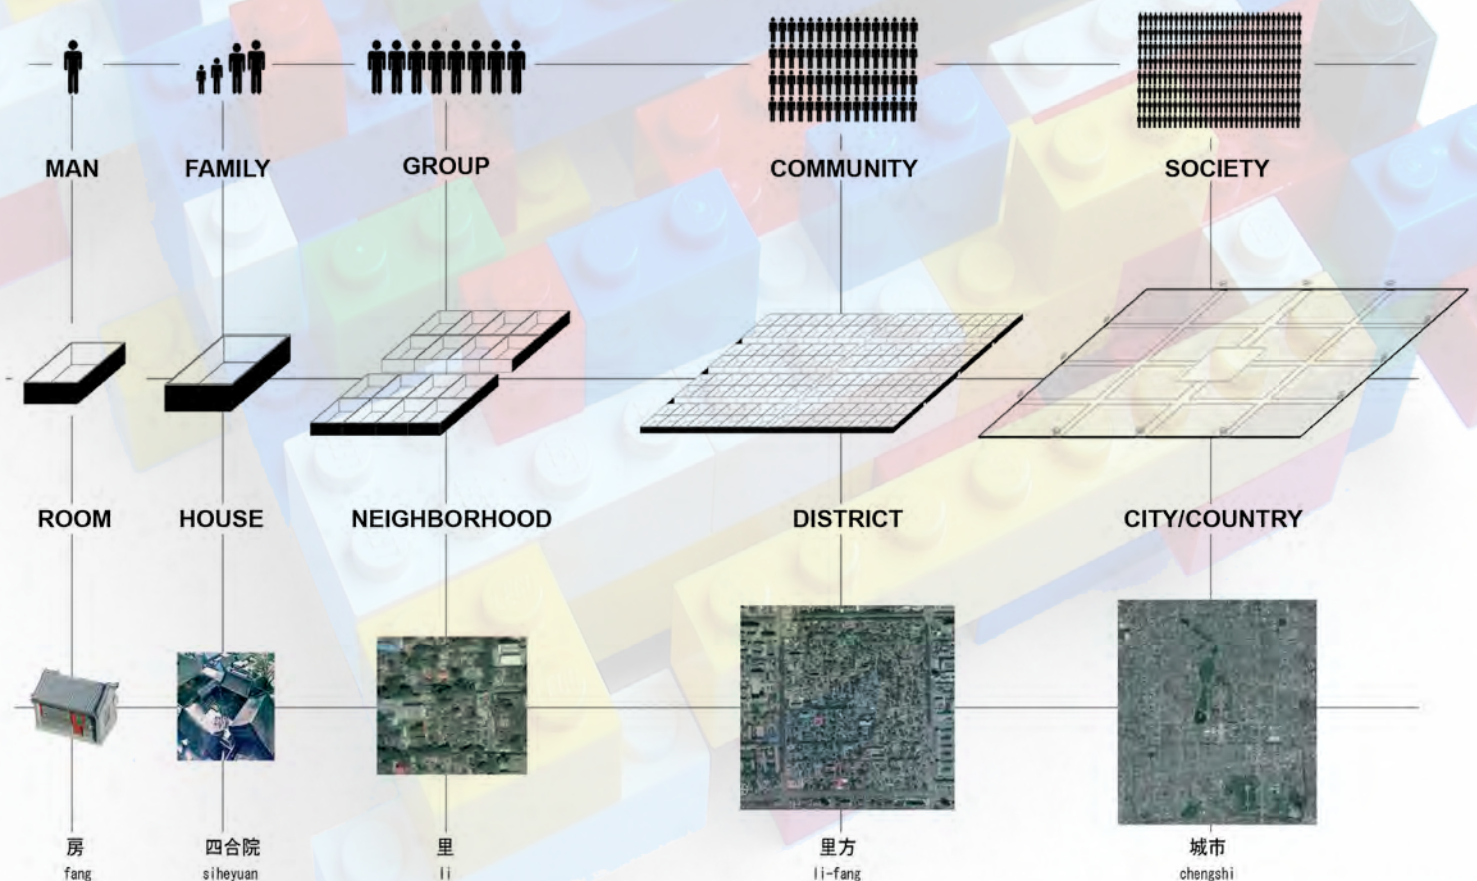 MAN
FAMILY
GROUP
COMMUNITY
SOCIETY
ROOM
HOUSE
NEIGHBORHOOD
DISTRICT
CITY/COUNTRY
房
四合院
里
里方
城市
fang
siheyuan
li
li-fang
chengshi